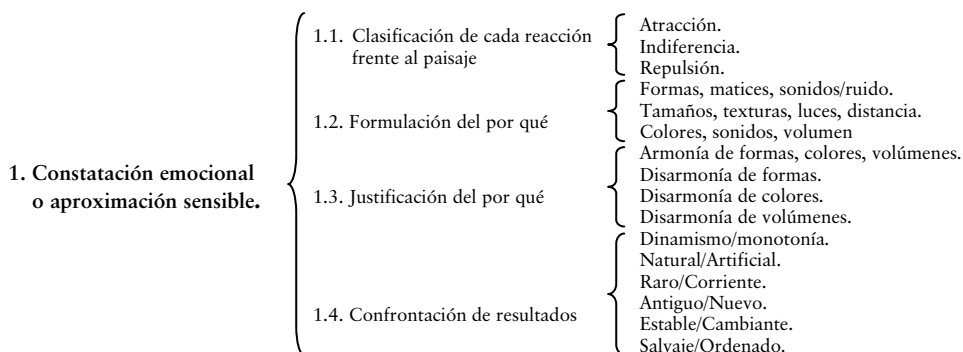 1. Constatación emocional
o aproximación sensible.
1.1. Clasificación de cada reacción
frente al paisaje
Atracción.
Indiferencia.
Repulsión.
1.2. Formulación del por qué
Formas, matices, sonidos/ruido.
Tamaños, texturas, luces, distancia.
Colores, sonidos, volumen
1.3. Justificación del por qué
Armonía de formas, colores, volúmenes.
Disarmonía de formas.
Disarmonía de colores.
Disarmonía de volúmenes.
1.4. Confrontación de resultados
Dinamismo/monotonía.
Natural/Artificial.
Raro/Corriente.
Antiguo/Nuevo.
Estable/Cambiante.
Salvaje/Ordenado.